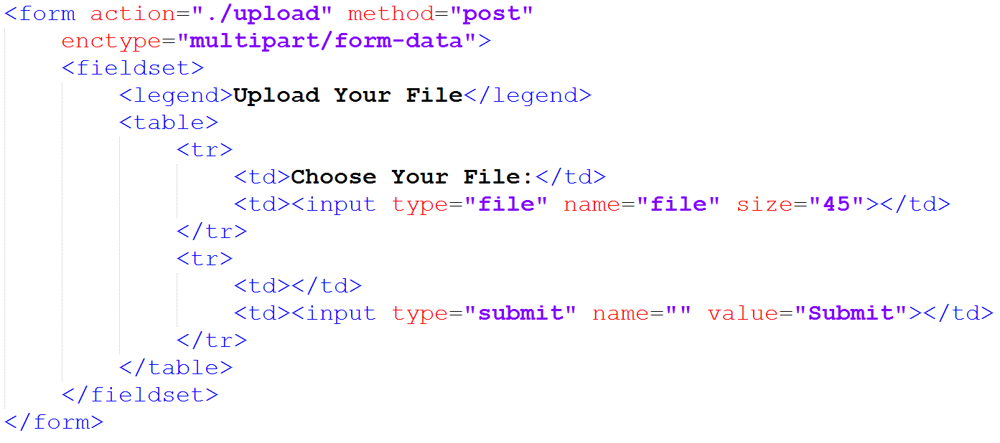 <form action="./upload" method="post"
    enctype="multipart/form-data">
    <fieldset>
        <legend>Upload Your File</legend>
        <table>
            <tr>
                <td>Choose Your File:</td>
                <td><input type="file" name="file" size="45"></td>
            </tr>
            <tr>
                <td></td>
                <td><input type="submit" name="" value="Submit"></td>
            </tr>
        </table>
    </fieldset>
</form>